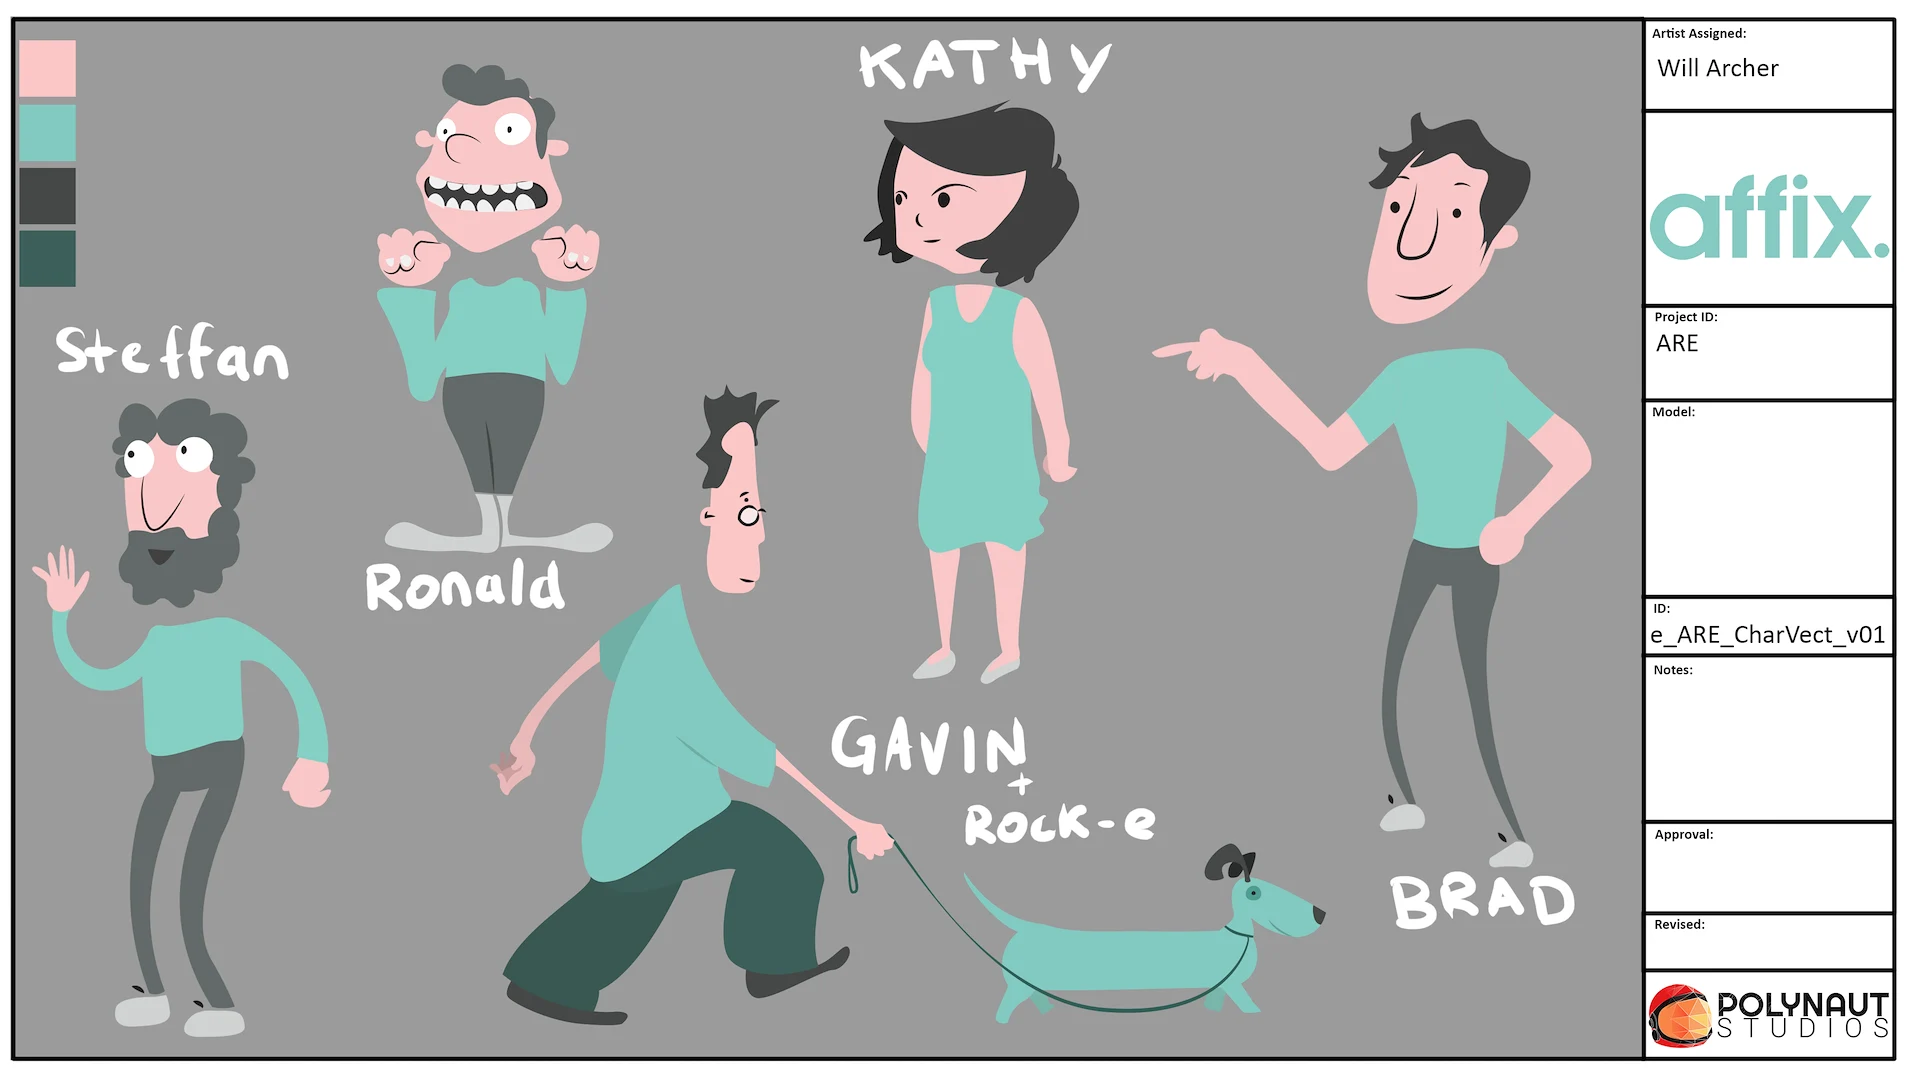 KATHY
Steffan
Ronald
GAVIN
+
Rock-e
BRAD
Artist Assigned:
Will Archer
affix.
Project ID:
ARE
Model:
ID:
e_ARE_CharVect_v01
Notes:
Approval:
Revised:
POLYNAUT
STUDIOS